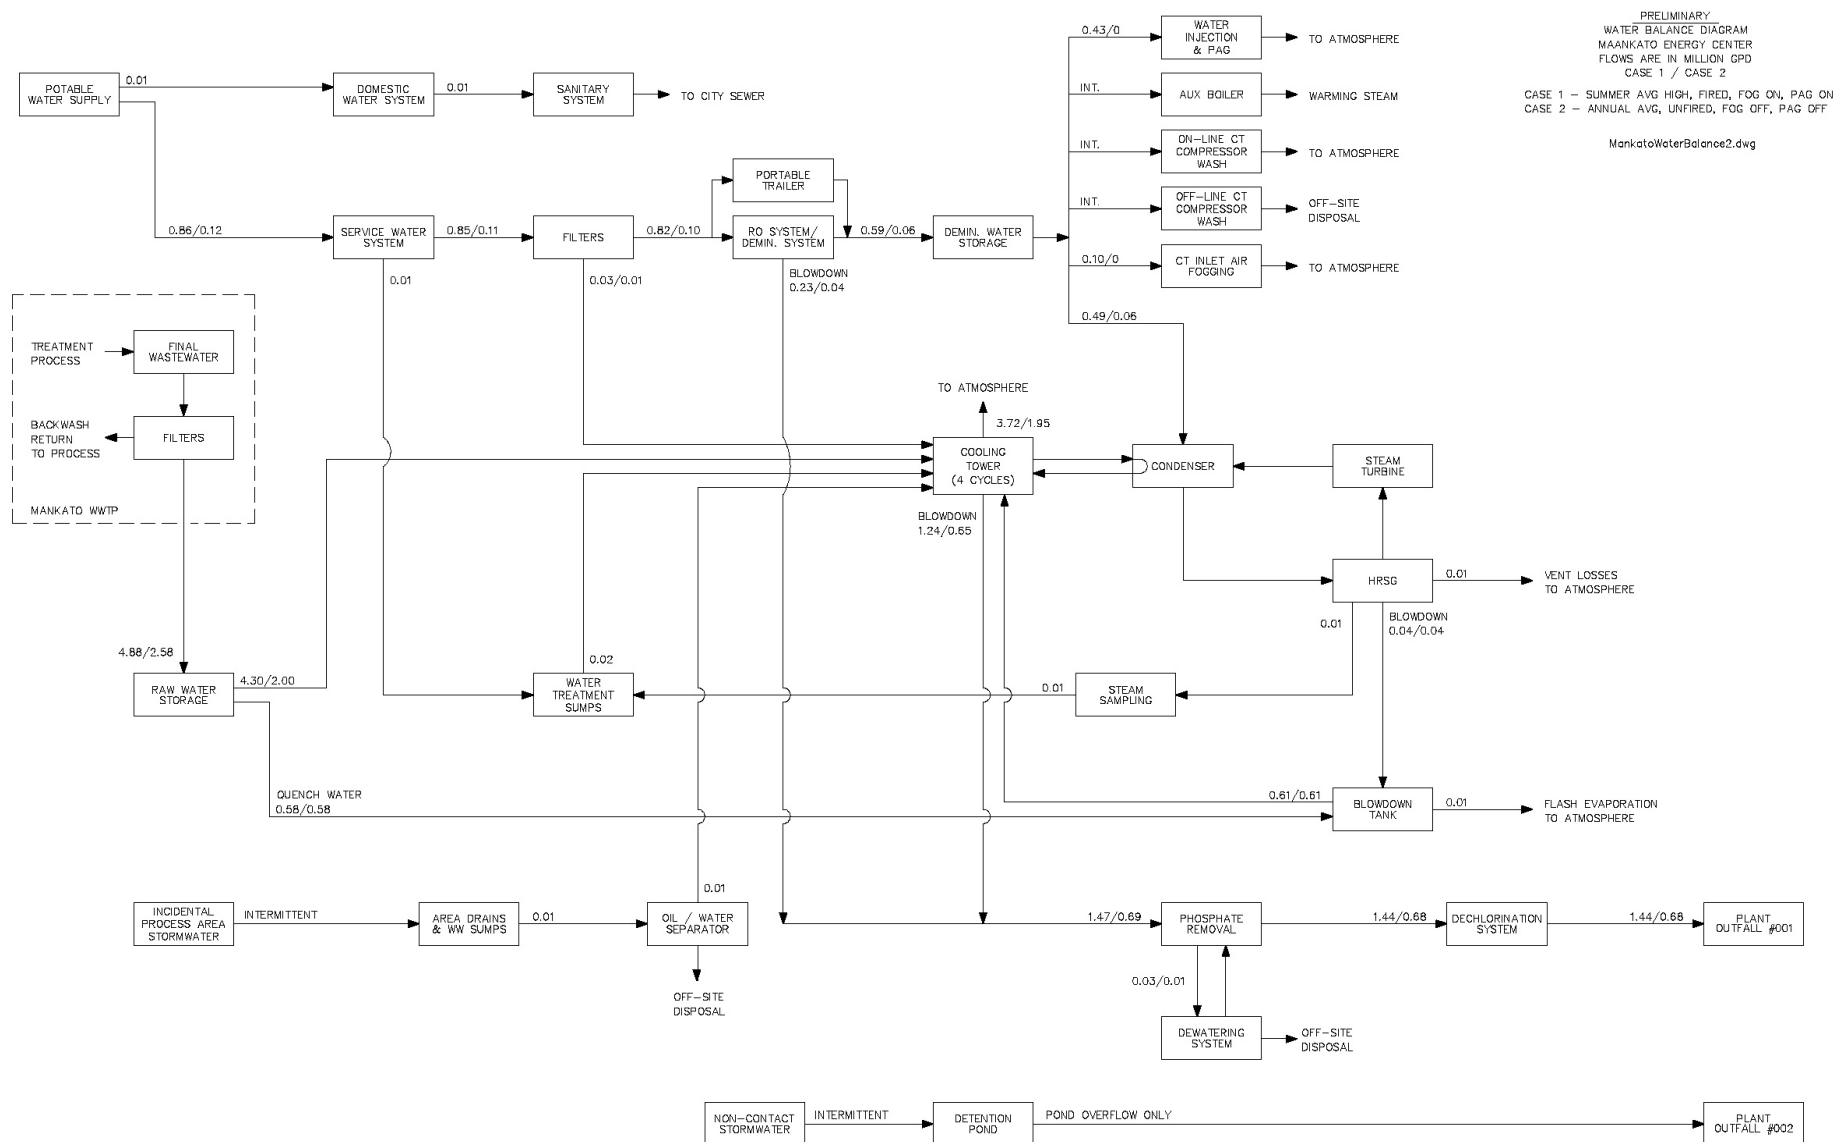 PRELIMINARY
WATER BALANCE DIAGRAM
MAANKATO ENERGY CENTER
FLOWS ARE IN MILLION GPD
CASE 1 / CASE 2
CASE 1 – SUMMER AVG HIGH, FIRED, FOG ON, PAG ON
CASE 2 – ANNUAL AVG, UNFIRED, FOG OFF, PAG OFF
MankatoWaterBalance2.dwg
POTABLE
WATER SUPPLY
0.01
DOMESTIC
WATER SYSTEM
0.01
SANITARY
SYSTEM
TO CITY SEWER
0.43/0
WATER
INJECTION
& PAG
TO ATMOSPHERE
INT.
AUX BOILER
WARMING STEAM
INT.
ON–LINE CT
COMPRESSOR
WASH
TO ATMOSPHERE
INT.
OFF–LINE CT
COMPRESSOR
WASH
OFF–SITE
DISPOSAL
0.10/0
CT INLET AIR
FOGGING
TO ATMOSPHERE
0.49/0.06
PORTABLE
TRAILER
0.86/0.12
SERVICE WATER
SYSTEM
0.85/0.11
FILTERS
0.82/0.10
RO SYSTEM/
DEMIN. SYSTEM
0.59/0.06
DEMIN. WATER
STORAGE
0.01
0.03/0.01
BLOWDOWN
0.23/0.04
TREATMENT
PROCESS
FINAL
WASTEWATER
BACKWASH
RETURN
TO PROCESS
FILTERS
MANKATO WWTP
TO ATMOSPHERE
3.72/1.95
COOLING
TOWER
(4 CYCLES)
CONDENSER
STEAM
TURBINE
BLOWDOWN
1.24/0.65
HRSG
0.01
VENT LOSSES
TO ATMOSPHERE
0.01
BLOWDOWN
0.04/0.04
4.88/2.58
RAW WATER
STORAGE
4.30/2.00
0.02
WATER
TREATMENT
SUMPS
0.01
STEAM
SAMPLING
QUENCH WATER
0.58/0.58
0.61/0.61
BLOWDOWN
TANK
0.01
FLASH EVAPORATION
TO ATMOSPHERE
INCIDENTAL
PROCESS AREA
STORMWATER
INTERMITTENT
AREA DRAINS
& WW SUMPS
0.01
OIL / WATER
SEPARATOR
0.01
OFF–SITE
DISPOSAL
1.47/0.69
PHOSPHATE
REMOVAL
1.44/0.68
DECHLORINATION
SYSTEM
1.44/0.68
PLANT
OUTFALL #001
0.03/0.01
DEWATERING
SYSTEM
OFF–SITE
DISPOSAL
NON–CONTACT
STORMWATER
INTERMITTENT
DETENTION
POND
POND OVERFLOW ONLY
PLANT
OUTFALL #002